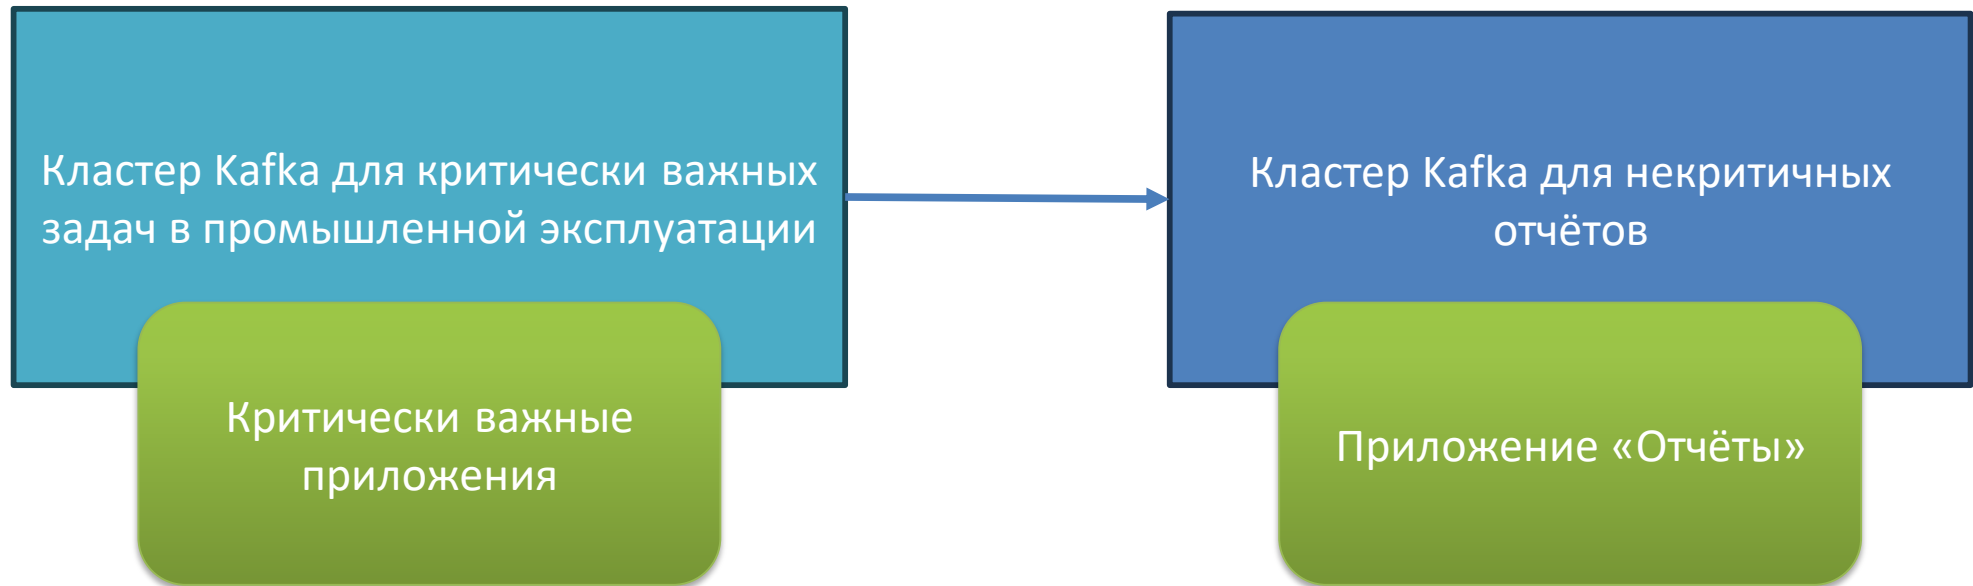 Кластер Kafka для критически важных
задач в промышленной эксплуатации
Критически важные
приложения
Кластер Kafka для некритичных
отчётов
Приложение «Отчёты»